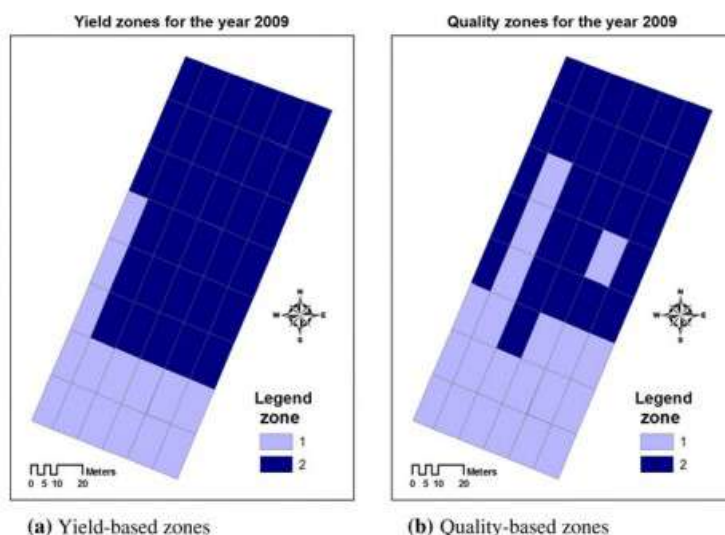 Yield zones for the year 2009
N
W E
S
Legend
zone
1
2
Meters
0 5 10 20
(a) Yield-based zones
Quality zones for the year 2009
N
W E
S
Legend
zone
1
2
Meters
0 5 10 20
(b) Quality-based zones